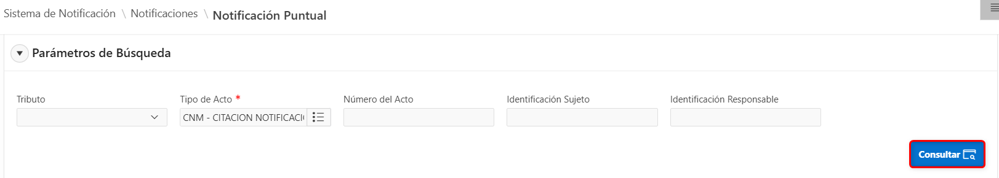 Sistema de Notificación \ Notificaciones \ Notificación Puntual
Parámetros de Búsqueda
Tributo Tipo de Acto * Número del Acto Identificación Sujeto Identificación Responsable
CNM - CITACION NOTIFICACI
Consultar